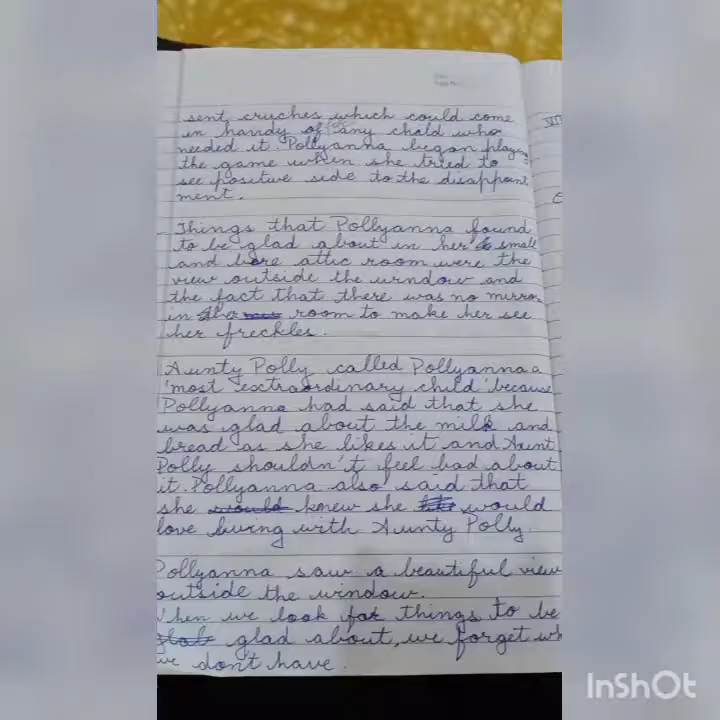 sent cruches which could come
in handy of any chald who
needed it. Pollyanna began playing
the game when she tried to
see positive side to the disappoint
ment.
Things that Pollyanna found
to be glad about in her small
and bare attic room were the
view outside the window and
the fact that there was no mirror
in the room to make her see
her freckles.
Aunty Polly called Pollyanna a
'most extraordinary child' because
Pollyanna had said that she
was glad about the milk and
bread as she likes it and Aunt
Polly shouldn't feel bad about
it. Pollyanna also said that
she would knew she would
love living with Aunty Polly.
Pollyanna saw a beautiful view
outside the window.
When we look for things to be
glad about, we forget wh
we don't have.
VII
InShOt